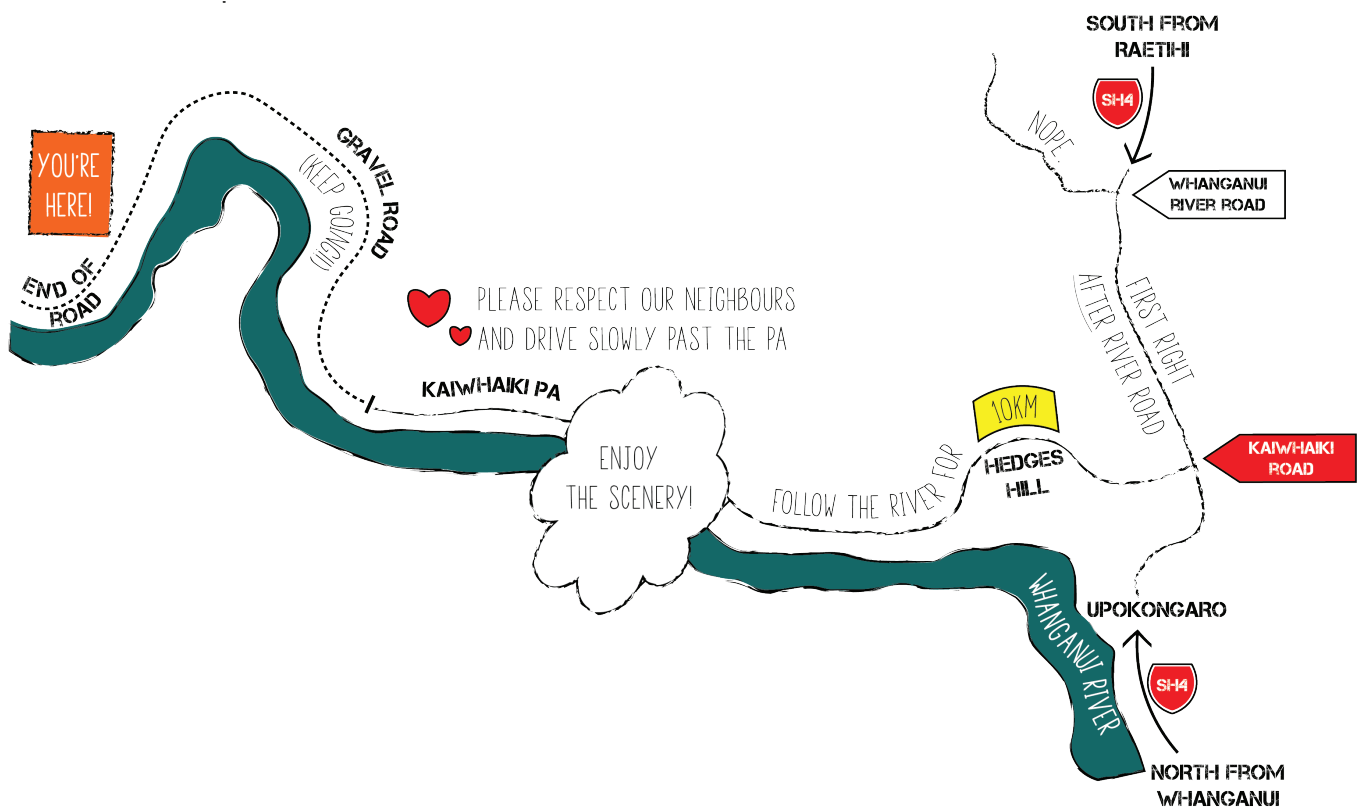 SOUTH FROM
RAETIHI
SH4
NOPE
WHANGANUI
RIVER ROAD
YOU'RE
HERE!
GRAVEL ROAD
(KEEP GOING!!)
END OF
ROAD
PLEASE RESPECT OUR NEIGHBOURS
AND DRIVE SLOWLY PAST THE PA
FIRST RIGHT
AFTER RIVER ROAD
KAIWHAIKI PA
10KM
HEDGES
HILL
KAIWHAIKI
ROAD
ENJOY
THE SCENERY!
FOLLOW THE RIVER FOR
WHANGANUI RIVER
UPOKONGARO
SH4
NORTH FROM
WHANGANUI